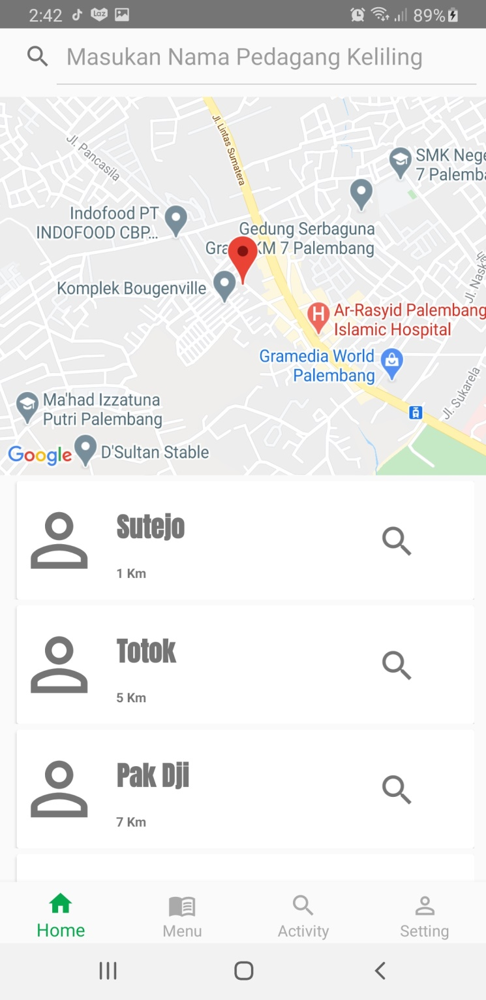 2:42
Laz
89%
Masukan Nama Pedagang Keliling
Jl. Pancasila
Jl. Lintas Sumatera
SMK Nege
7 Palemba
Indofood PT
INDOFOOD CBP...
Gedung Serbaguna
Gra KM 7 Palembang
Jl. Nask
Komplek Bougenville
H
Ar-Rasyid Palembang
Islamic Hospital
Gramedia World
Palembang
Jl. Sukarela
Ma'had Izzatuna
Putri Palembang
Google
D'Sultan Stable
Sutejo
1 Km
Totok
5 Km
Pak Dji
7 Km
Home
Menu
Activity
Setting